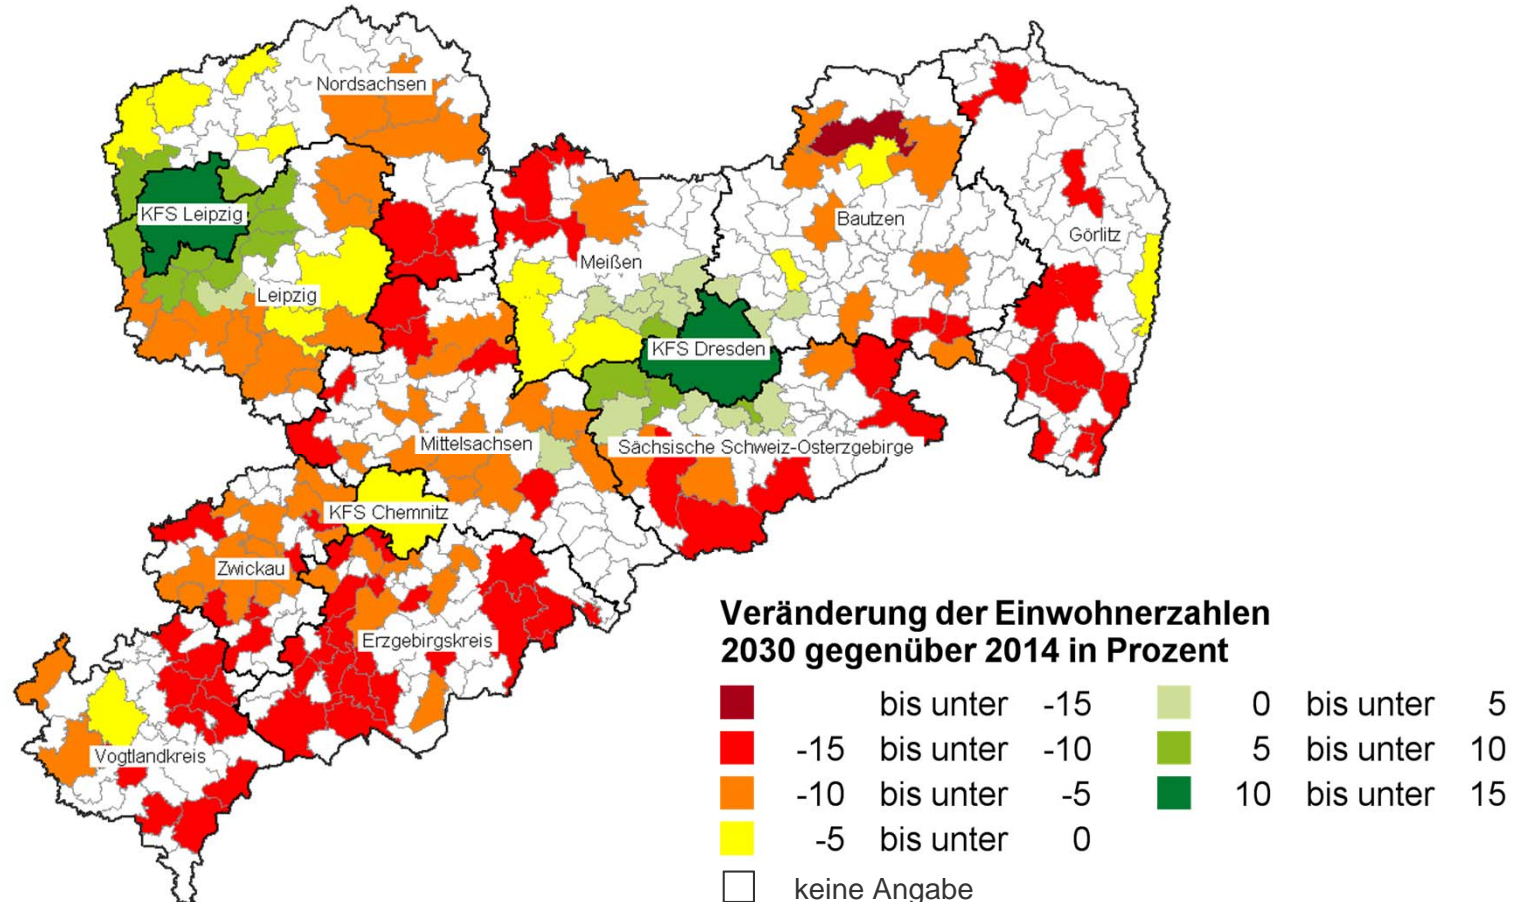 Nordsachsen
KFS Leipzig
Bautzen
Görlitz
Meißen
Leipzig
KFS Dresden
Mittelsachsen
Sächsische Schweiz-Osterzgebirge
KFS Chemnitz
Zwickau
Erzgebirgskreis
Vogtlandkreis
Veränderung der Einwohnerzahlen
2030 gegenüber 2014 in Prozent
bis unter -15
-15 bis unter -10
-10 bis unter -5
-5 bis unter 0
keine Angabe
0 bis unter 5
5 bis unter 10
10 bis unter 15